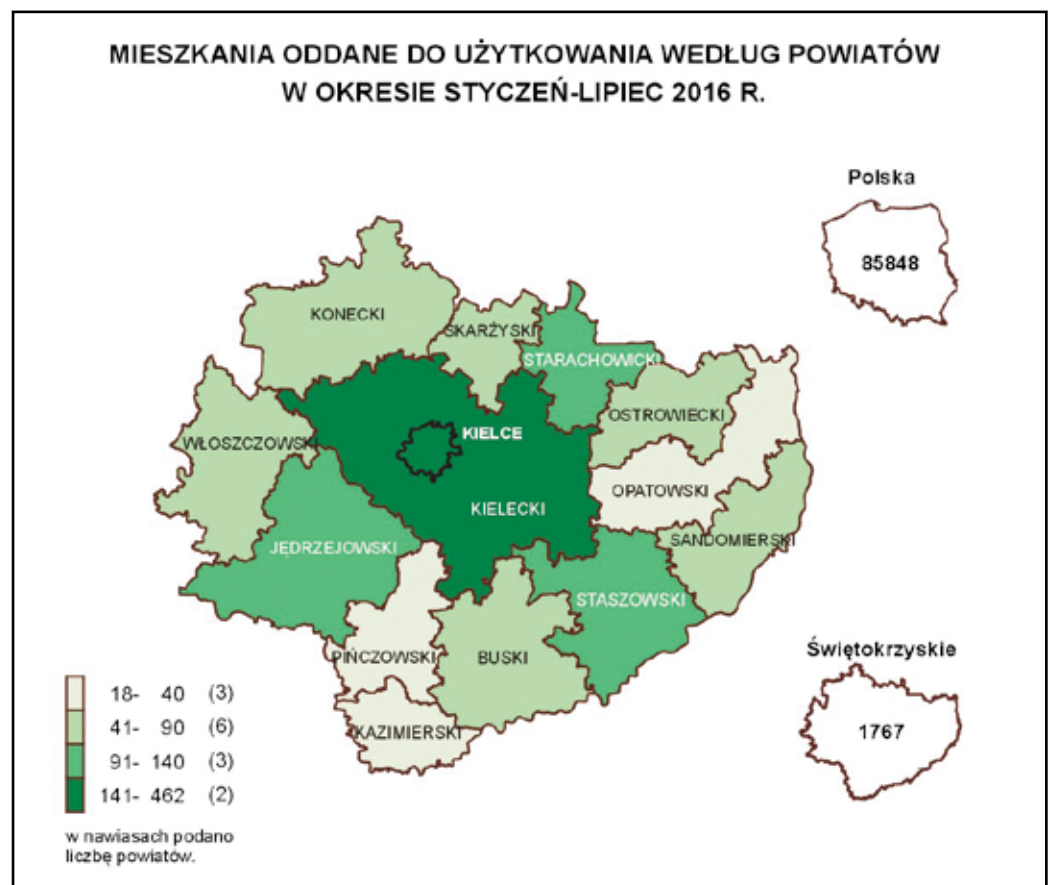 MIESZKANIA ODDANE DO UŻYTKOWANIA WEDŁUG POWIATÓW
W OKRESIE STYCZEŃ-LIPIEC 2016 R.
Polska
85848
KONECKI
SKARŻYSKI
STARACHOWICKI
OSTROWIECKI
WŁOSZCZOWSKI
KIELCE
OPATOWSKI
KIELECKI
SANDOMIERSKI
JĘDRZEJOWSKI
STASZOWSKI
PIŃCZOWSKI
BUSKI
KAZIMIERSKI
Świętokrzyskie
1767
18- 40 (3)
41- 90 (6)
91- 140 (3)
141- 462 (2)
w nawiasach podano
liczbę powiatów.